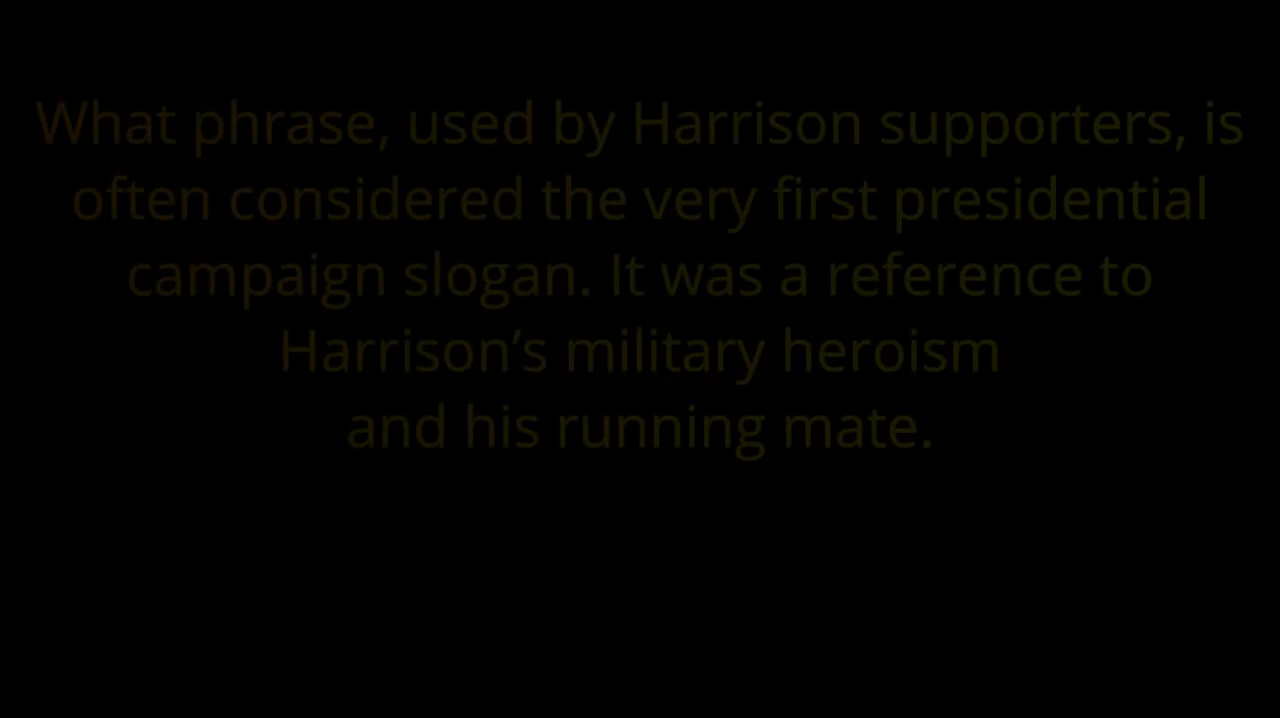 What phrase, used by Harrison supporters, is
often considered the very first presidential
campaign slogan. It was a reference to
Harrison’s military heroism
and his running mate.